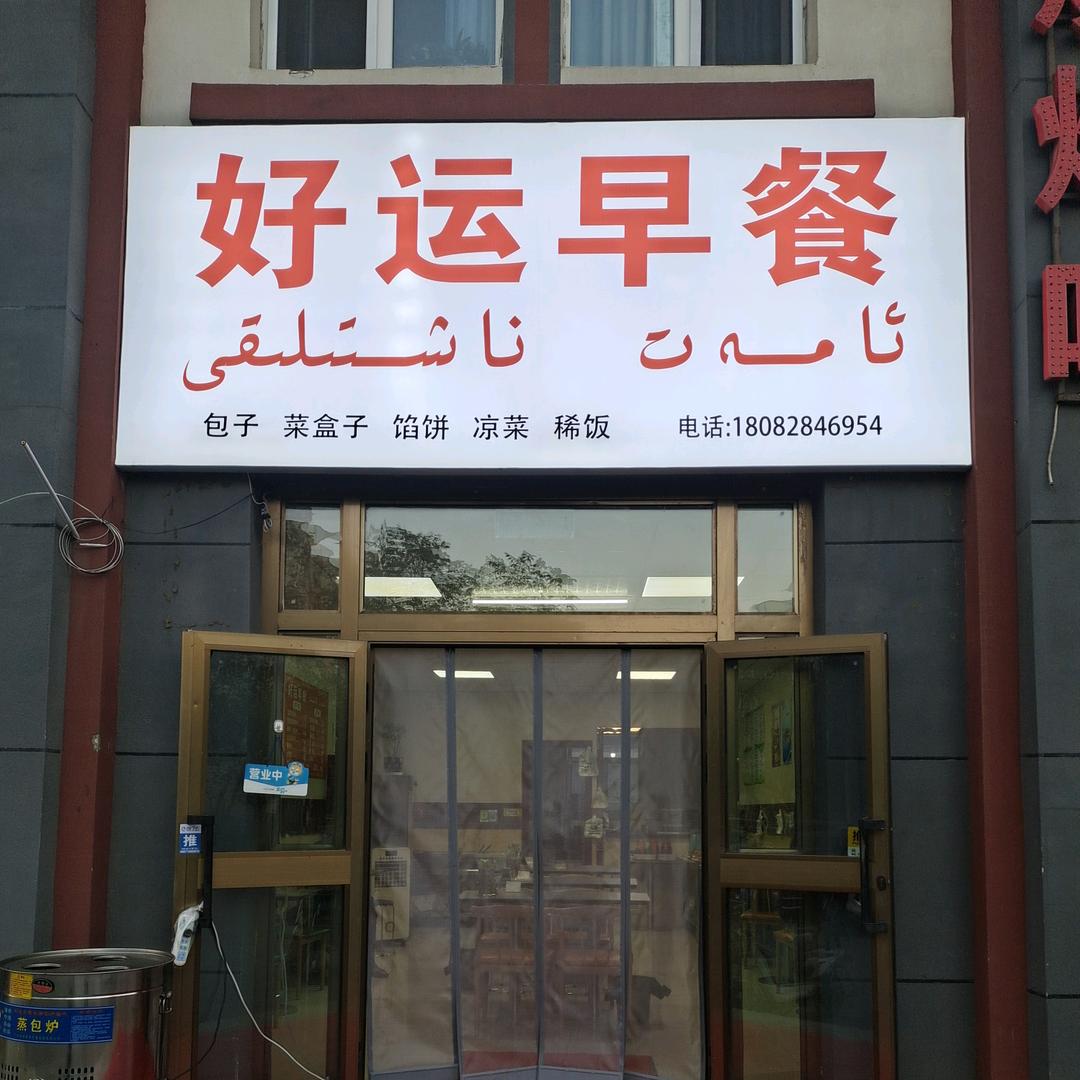 好运早餐
ئامەت ناشتىلىقى
包子 菜盒子 馅饼 凉菜 稀饭 电话:18082846954
营业中
推
蒸包炉